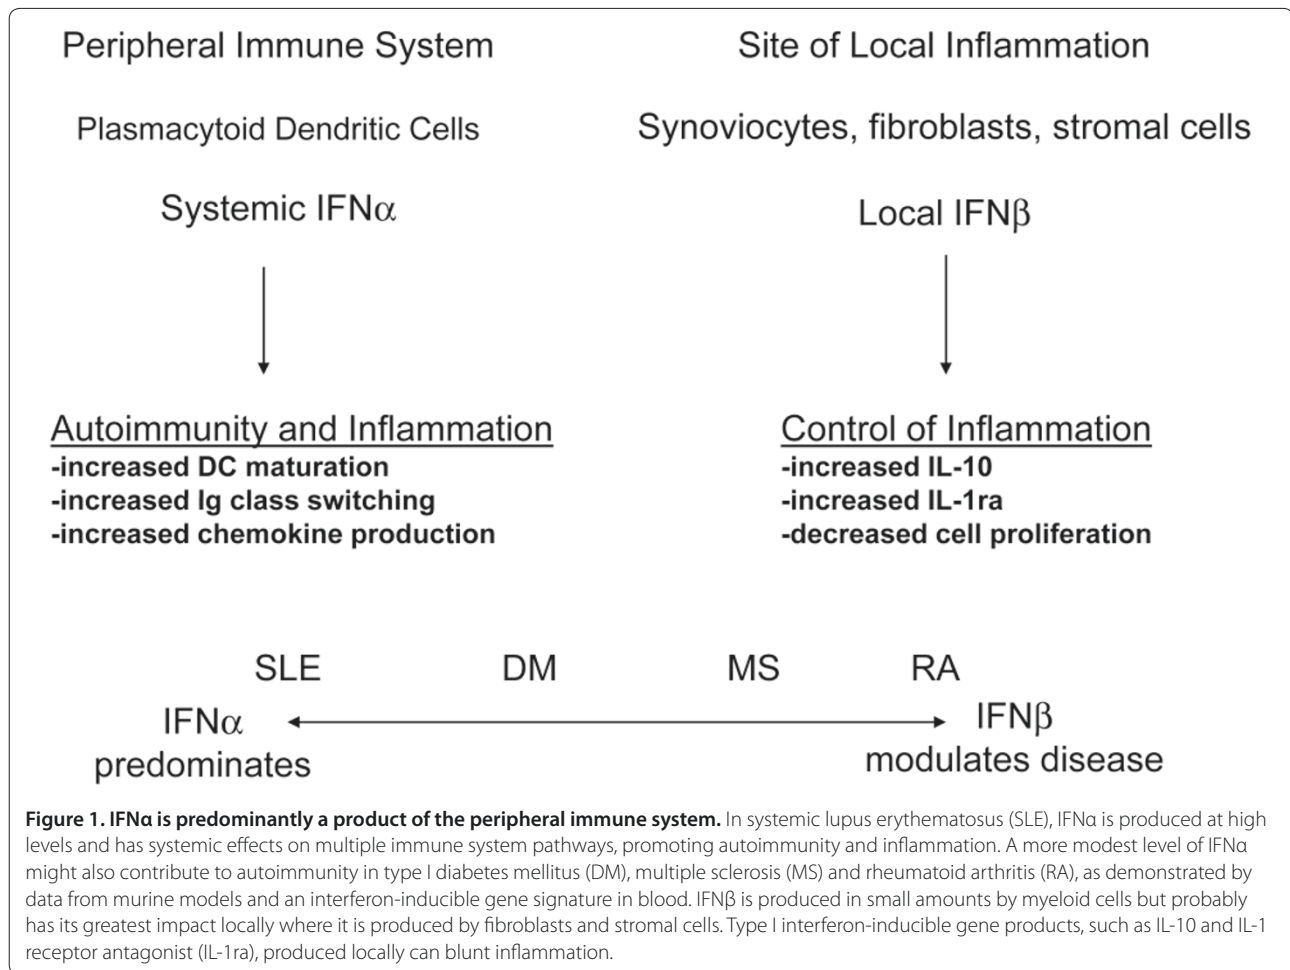 Peripheral Immune System
Plasmacytoid Dendritic Cells
Systemic IFNα
Autoimmunity and Inflammation
-increased DC maturation
-increased Ig class switching
-increased chemokine production
Site of Local Inflammation
Synoviocytes, fibroblasts, stromal cells
Local IFNβ
Control of Inflammation
-increased IL-10
-increased IL-1ra
-decreased cell proliferation
SLE DM MS RA
IFNα
predominates
IFNβ
modulates disease
Figure 1. IFNα is predominantly a product of the peripheral immune system. In systemic lupus erythematosus (SLE), IFNα is produced at high
levels and has systemic effects on multiple immune system pathways, promoting autoimmunity and inflammation. A more modest level of IFNα
might also contribute to autoimmunity in type I diabetes mellitus (DM), multiple sclerosis (MS) and rheumatoid arthritis (RA), as demonstrated by
data from murine models and an interferon-inducible gene signature in blood. IFNβ is produced in small amounts by myeloid cells but probably
has its greatest impact locally where it is produced by fibroblasts and stromal cells. Type I interferon-inducible gene products, such as IL-10 and IL-1
receptor antagonist (IL-1ra), produced locally can blunt inflammation.